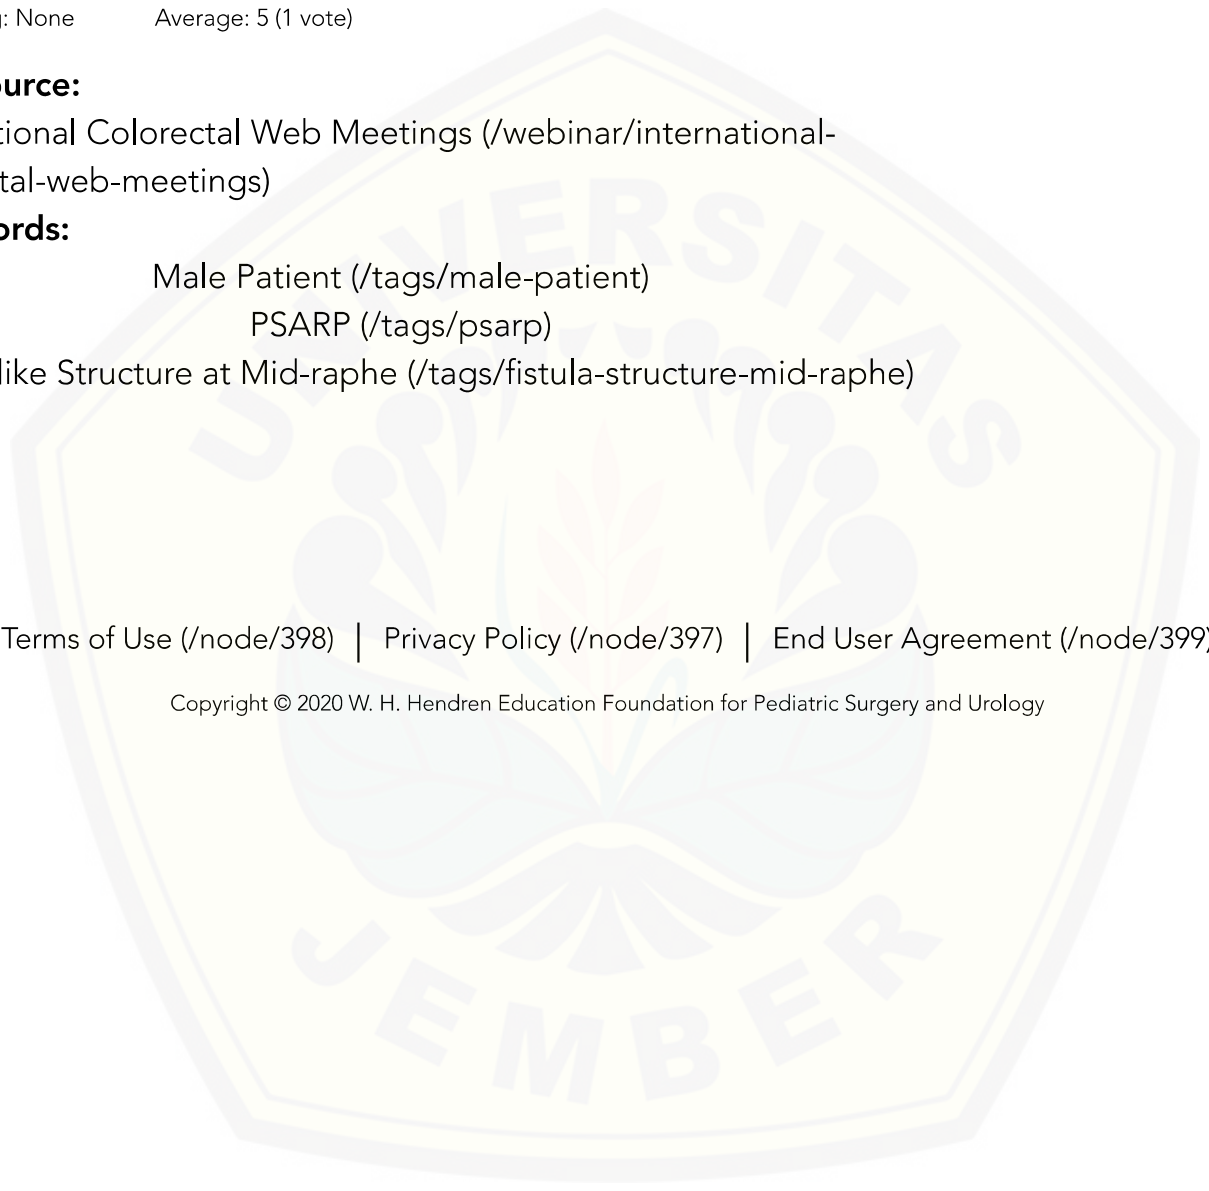 g: None Average: 5 (1 vote)
ource:
tional Colorectal Web Meetings (/webinar/international-
tal-web-meetings)
ords:
Male Patient (/tags/male-patient)
PSARP (/tags/psarp)
like Structure at Mid-raphe (/tags/fistula-structure-mid-raphe)
Terms of Use (/node/398) | Privacy Policy (/node/397) | End User Agreement (/node/399)
Copyright © 2020 W. H. Hendren Education Foundation for Pediatric Surgery and Urology
UNIVERSITAS
JEMBER